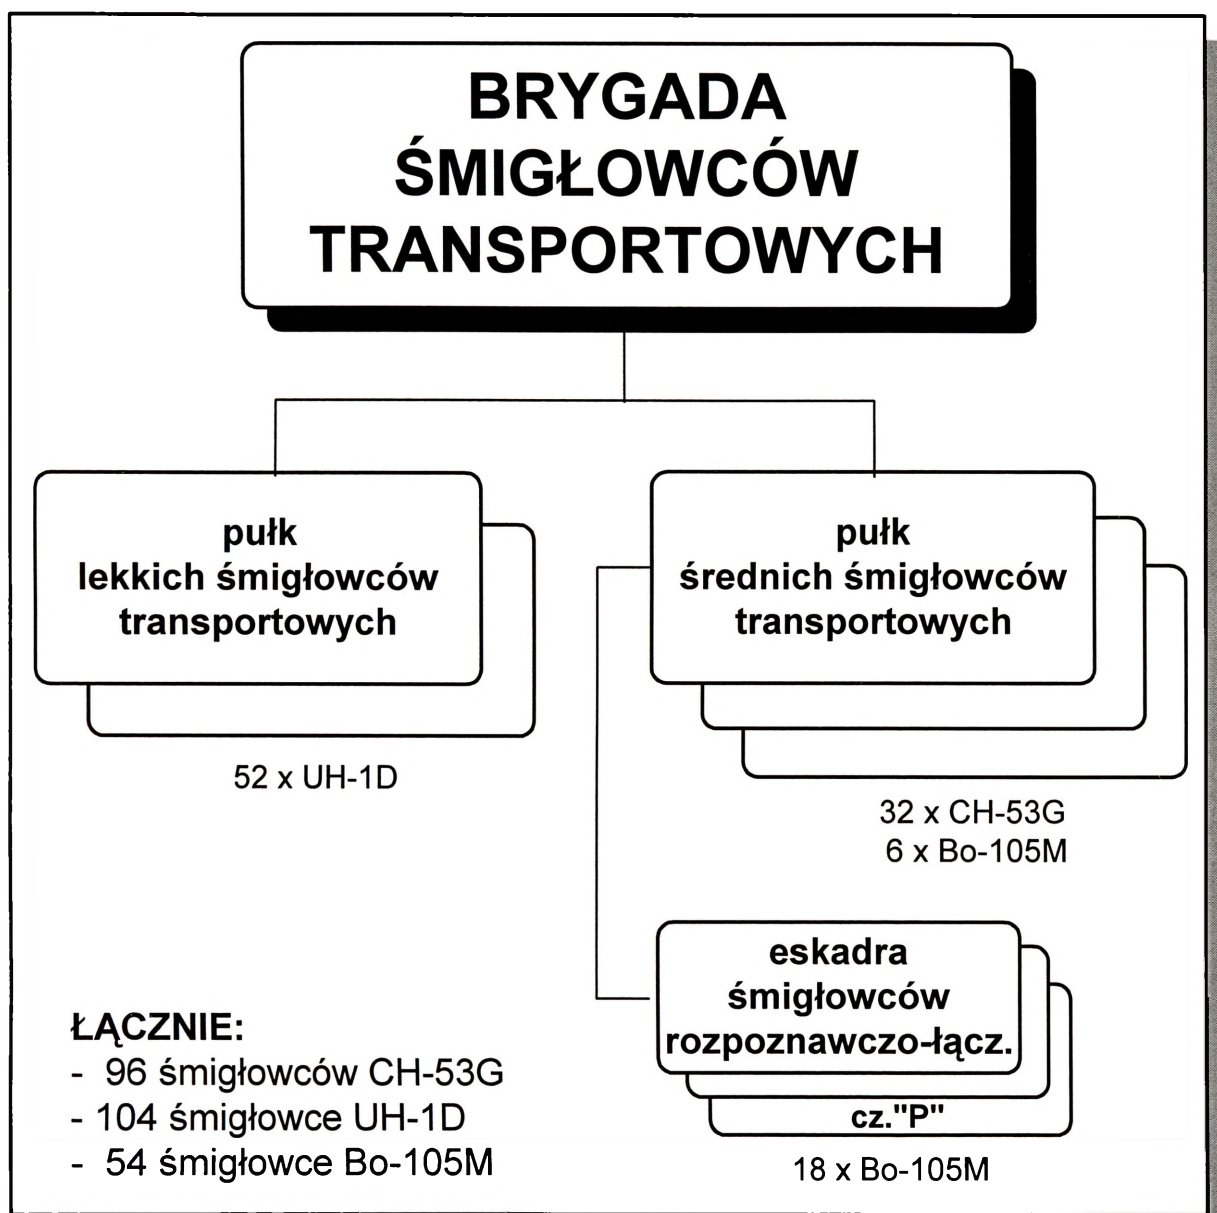 BRYGADA
ŚMIGŁOWCÓW
TRANSPORTOWYCH
pułk
lekkich śmigłowców
transportowych
52 x UH-1D
pułk
średnich śmigłowców
transportowych
32 x CH-53G
6 x Bo-105M
eskadra
śmigłowców
rozpoznawczo-łącz.
cz."P"
18 x Bo-105M
ŁĄCZNIE:
- 96 śmigłowców CH-53G
- 104 śmigłowce UH-1D
- 54 śmigłowce Bo-105M